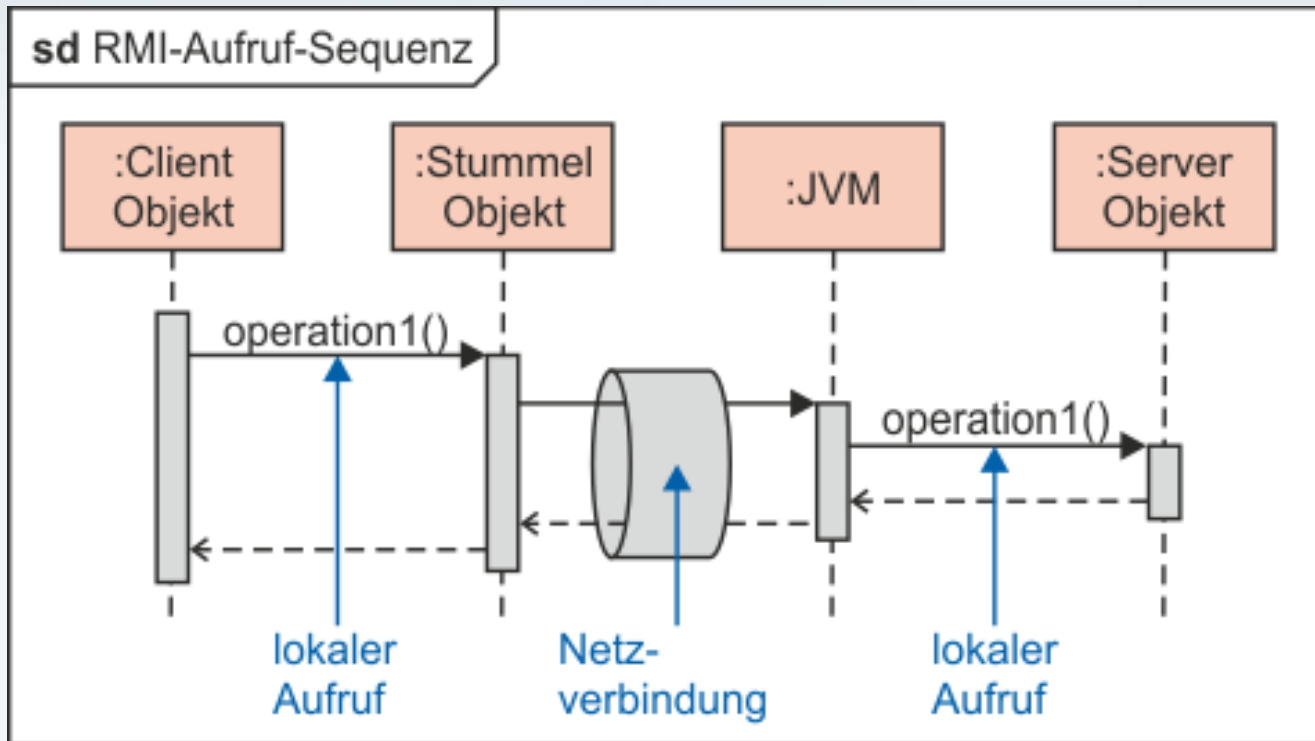 sd RMI-Aufruf-Sequenz
:Client
Objekt
:Stummel
Objekt
:JVM
:Server
Objekt
operation1()
operation1()
lokaler
Aufruf
Netz-
verbindung
lokaler
Aufruf